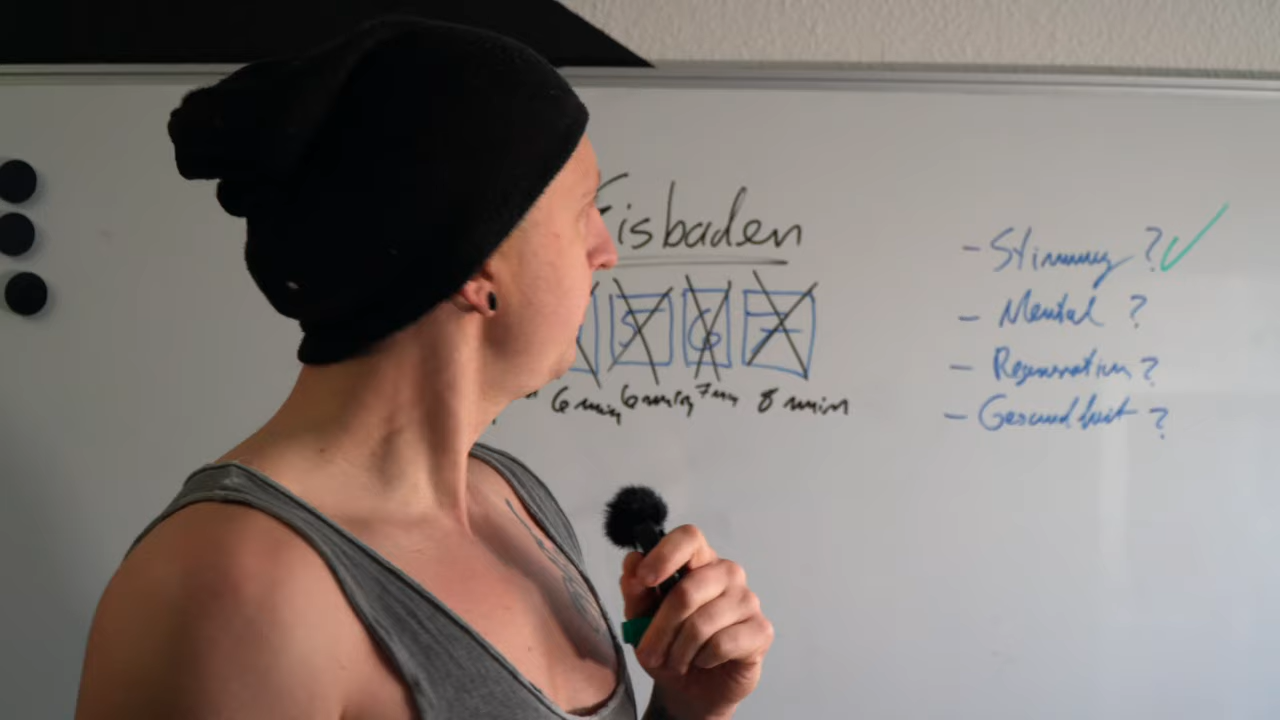 Eisbaden
5 6 7
6 min 6 min 7 min 8 min
- Stimmung ?✓
- Mental ?
- Regeneration ?
- Gesundheit ?